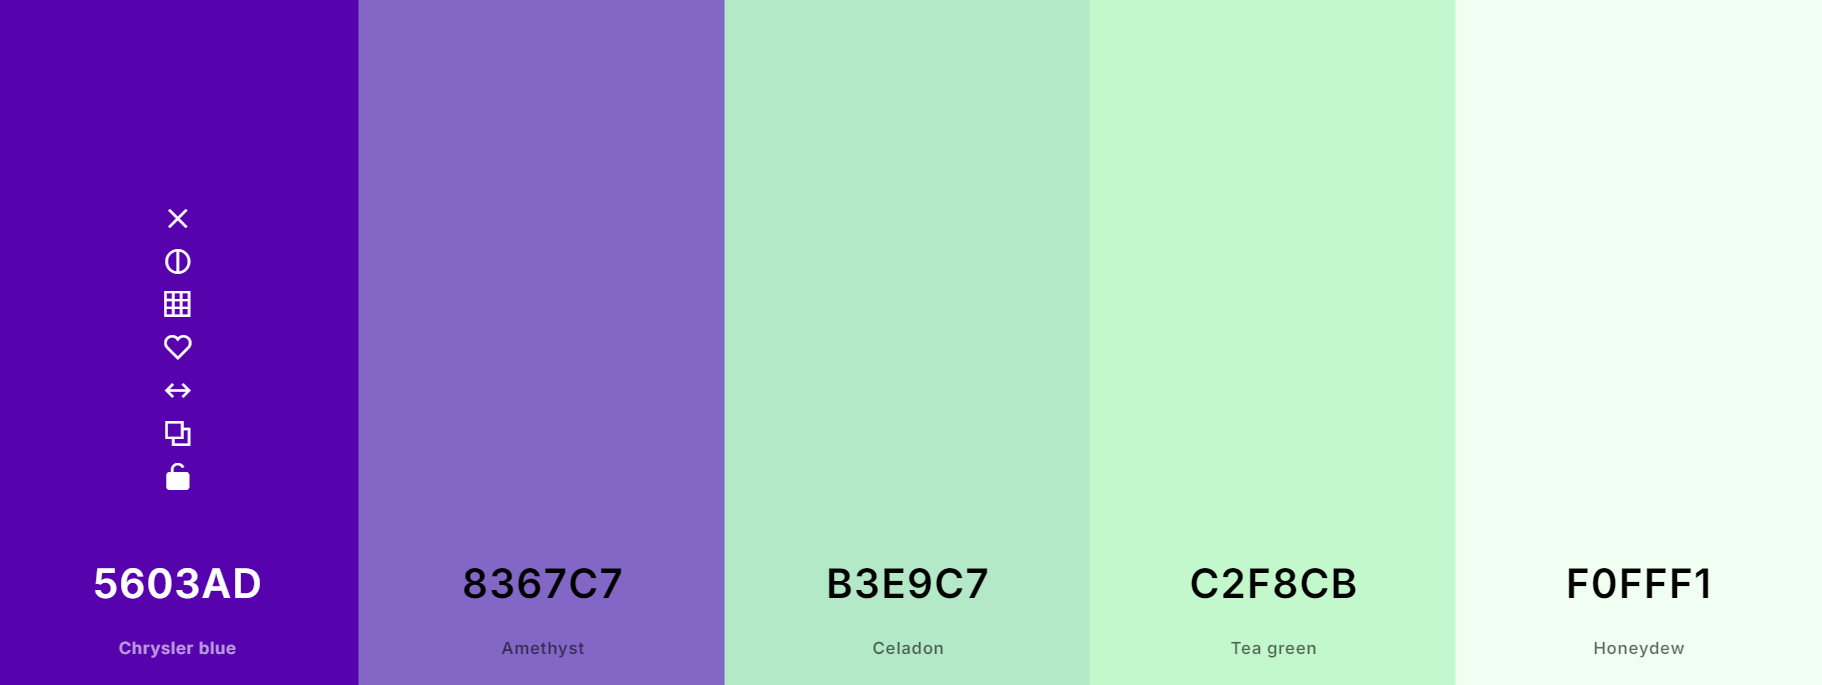 5603AD
Chrysler blue
8367C7
Amethyst
B3E9C7
Celadon
C2F8CB
Tea green
F0FFF1
Honeydew